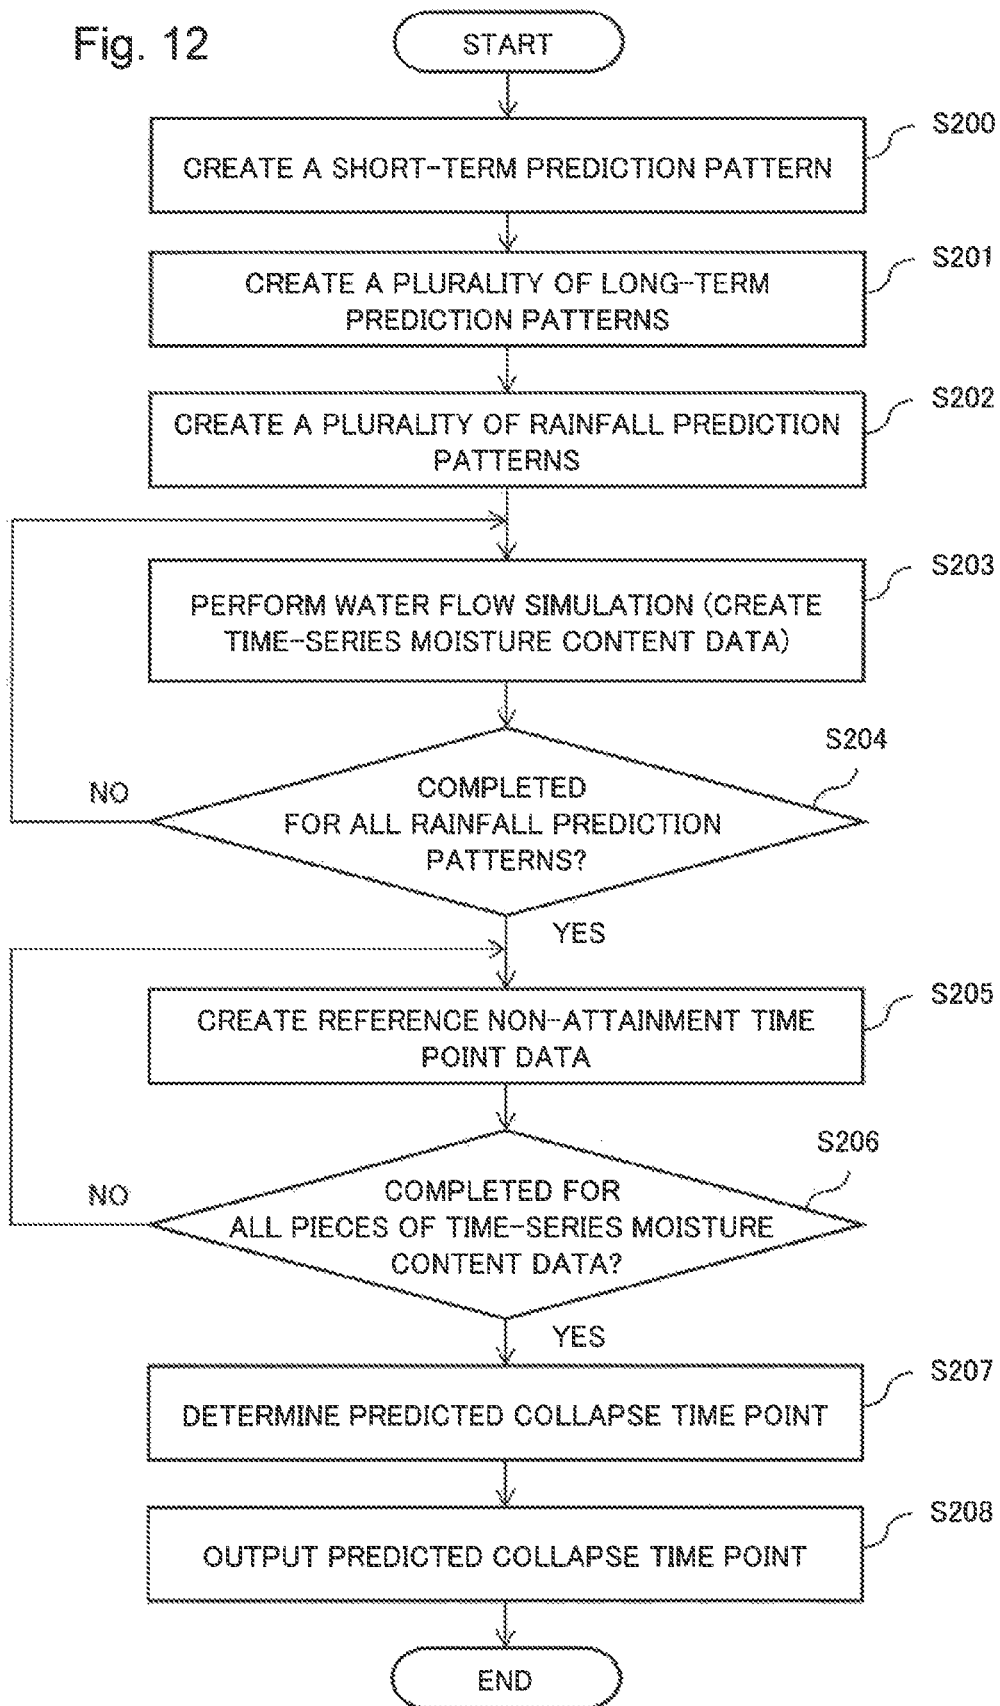 Fig. 12
START
S200
CREATE A SHORT-TERM PREDICTION PATTERN
S201
CREATE A PLURALITY OF LONG-TERM
PREDICTION PATTERNS
S202
CREATE A PLURALITY OF RAINFALL PREDICTION
PATTERNS
S203
PERFORM WATER FLOW SIMULATION (CREATE
TIME-SERIES MOISTURE CONTENT DATA)
S204
NO
COMPLETED
FOR ALL RAINFALL PREDICTION
PATTERNS?
YES
S205
CREATE REFERENCE NON-ATTAINMENT TIME
POINT DATA
S206
NO
COMPLETED FOR
ALL PIECES OF TIME-SERIES MOISTURE
CONTENT DATA?
YES
S207
DETERMINE PREDICTED COLLAPSE TIME POINT
S208
OUTPUT PREDICTED COLLAPSE TIME POINT
END